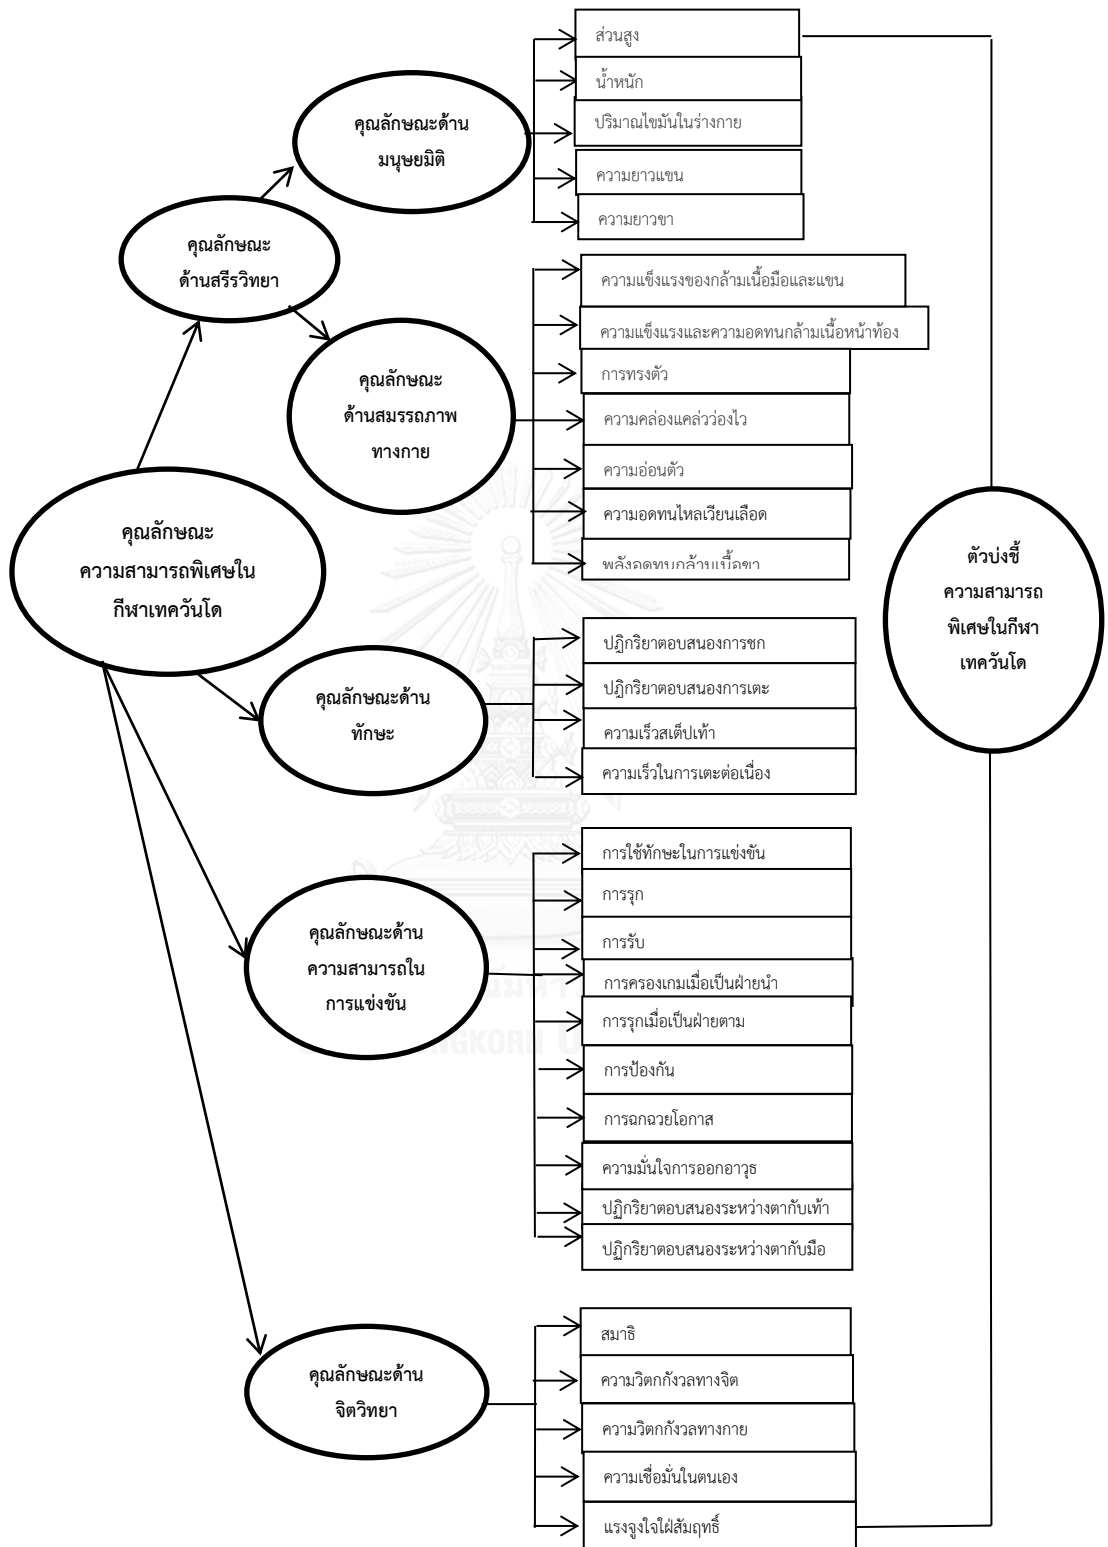 ส่วนสูง
น้ำหนัก
ปริมาณไขมันในร่างกาย
ความยาวแขน
ความยาวขา
คุณลักษณะด้าน
มนุษยมิติ
คุณลักษณะ
ด้านสรีรวิทยา
ความแข็งแรงของกล้ามเนื้อมือและแขน
ความแข็งแรงและความอดทนกล้ามเนื้อหน้าท้อง
การทรงตัว
ความคล่องแคล่วว่องไว
ความอ่อนตัว
ความอดทนไหลเวียนเลือด
พลังอดทนกล้ามเนื้อขา
คุณลักษณะ
ด้านสมรรถภาพ
ทางกาย
คุณลักษณะ
ความสามารถพิเศษใน
กีฬาเทควันโด
ตัวบ่งชี้
ความสามารถ
พิเศษในกีฬา
เทควันโด
ปฏิกริยาตอบสนองการชก
ปฏิกริยาตอบสนองการเตะ
ความเร็วสเต็ปเท้า
ความเร็วในการเตะต่อเนื่อง
คุณลักษณะด้าน
ทักษะ
การใช้ทักษะในการแข่งขัน
การรุก
การรับ
การครองเกมเมื่อเป็นฝ่ายนำ
การรุกเมื่อเป็นฝ่ายตาม
การป้องกัน
การฉกฉวยโอกาส
ความมั่นใจการออกอาวุธ
ปฏิกริยาตอบสนองระหว่างตากับเท้า
ปฏิกริยาตอบสนองระหว่างตากับมือ
คุณลักษณะด้าน
ความสามารถใน
การแข่งขัน
สมาธิ
ความวิตกกังวลทางจิต
ความวิตกกังวลทางกาย
ความเชื่อมั่นในตนเอง
แรงจูงใจใฝ่สัมฤทธิ์
คุณลักษณะด้าน
จิตวิทยา